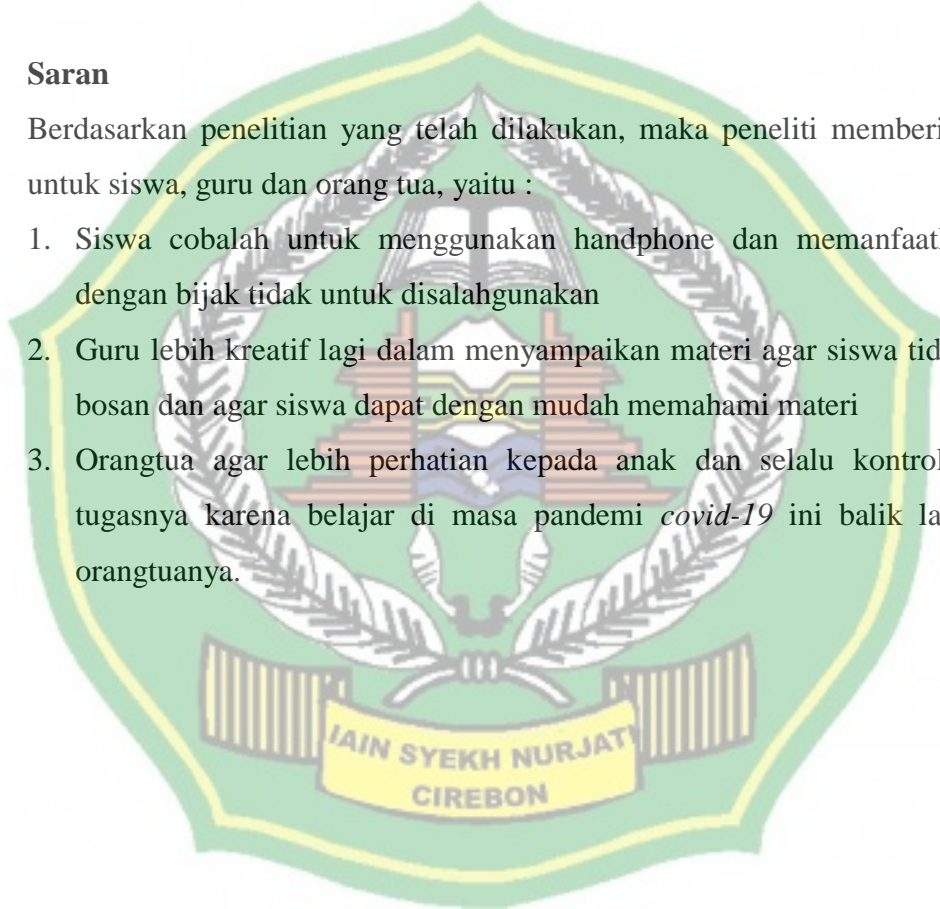 Saran
Berdasarkan penelitian yang telah dilakukan, maka peneliti memberi
untuk siswa, guru dan orang tua, yaitu :
1. Siswa cobalah untuk menggunakan handphone dan
dengan bijak tidak untuk disalahgunakan
2. Guru lebih kreatif lagi dalam menyampaikan materi agar siswa
bosan dan agar siswa dapat dengan mudah memahami materi
3. Orangtua agar lebih perhatian kepada anak dan selalu kontrol
tugasnya karena belajar di masa pandemi covid-19 ini balik
orangtuanya.
IAIN SYEKH NURJATI
CIREBON